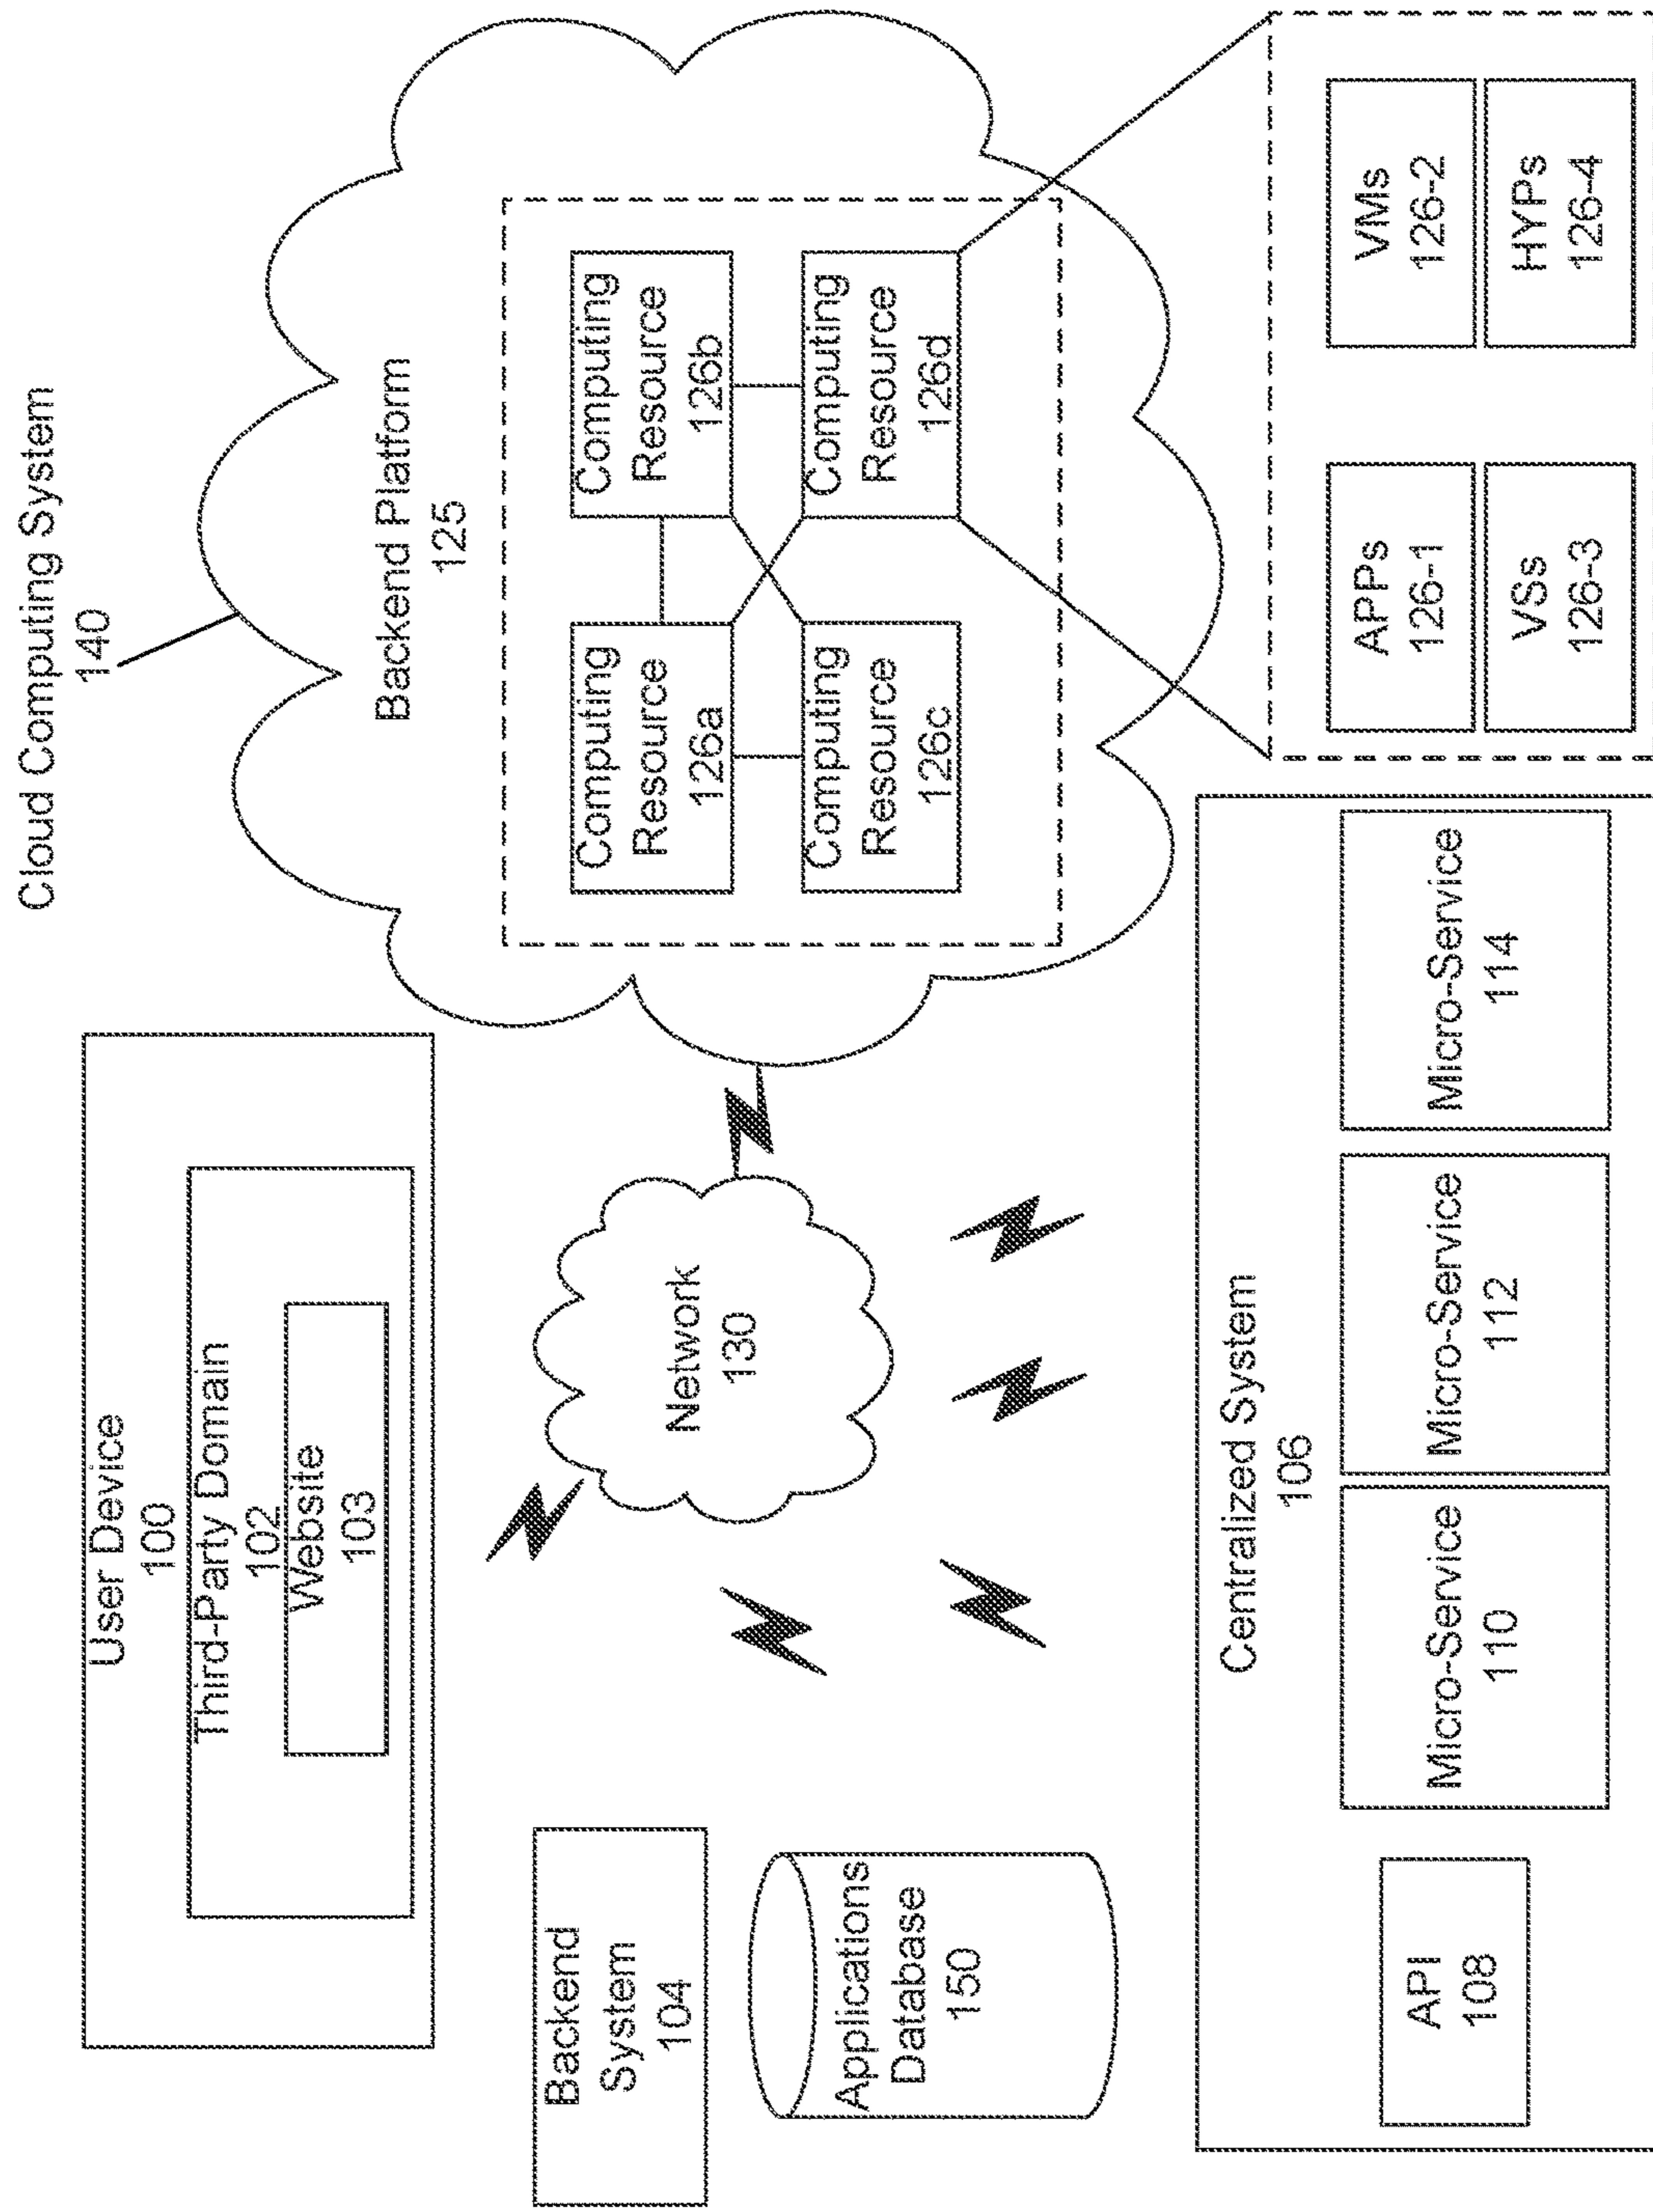 User Device
100
Third-Party Domain
102
Website
103
Cloud Computing System
140
Backend Platform
125
Computing
Resource
126a
Computing
Resource
126b
Computing
Resource
126c
Computing
Resource
126d
Backend
System
104
Network
130
Applications
Database
150
Centralized System
106
API
108
Micro-Service
110
Micro-Service
112
Micro-Service
114
APPs
126-1
VMs
126-2
VSs
126-3
HYPs
126-4